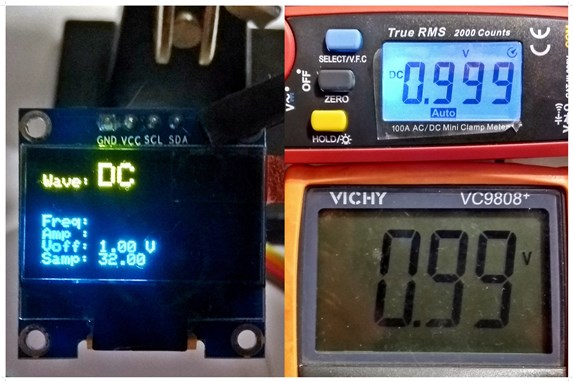 GND VCC SCL SDA
Wave: DC
Freq:
Amp :
Voff: 1.00 V
Samp: 32.00
True RMS 2000 Counts
SELECT/V.F.C
OFF
ZERO
HOLD/
DC 0.999 V
Auto
100A AC/DC Mini Clamp Meter
CE
VICHY VC9808+
0.99 V